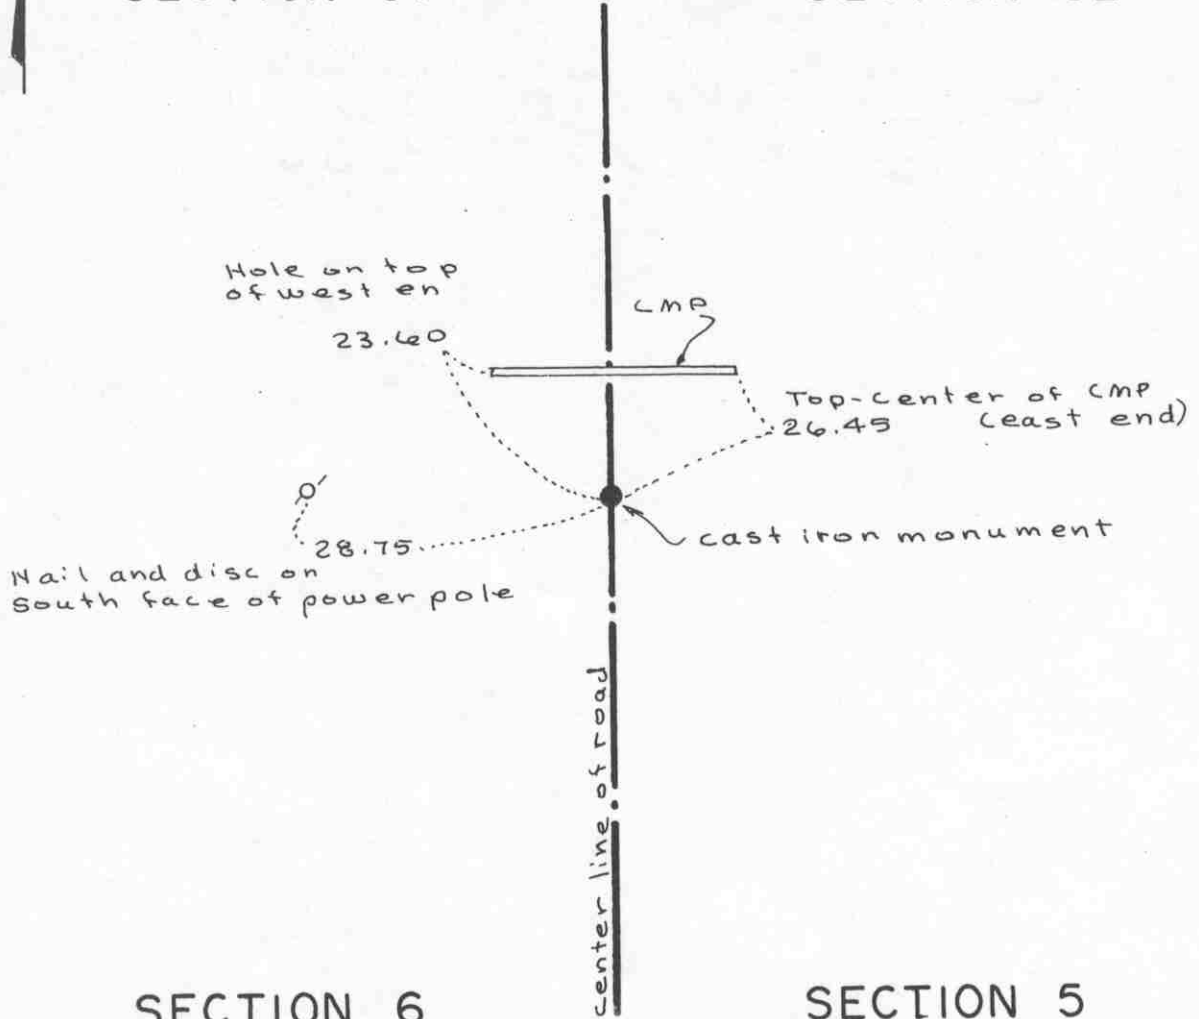 Hole on top
of west en
23.60
CMP
Top-center of CMP
26.45 (east end)
28.75
cast iron monument
Nail and disc on
South face of power pole
center line of road
SECTION 6
SECTION 5